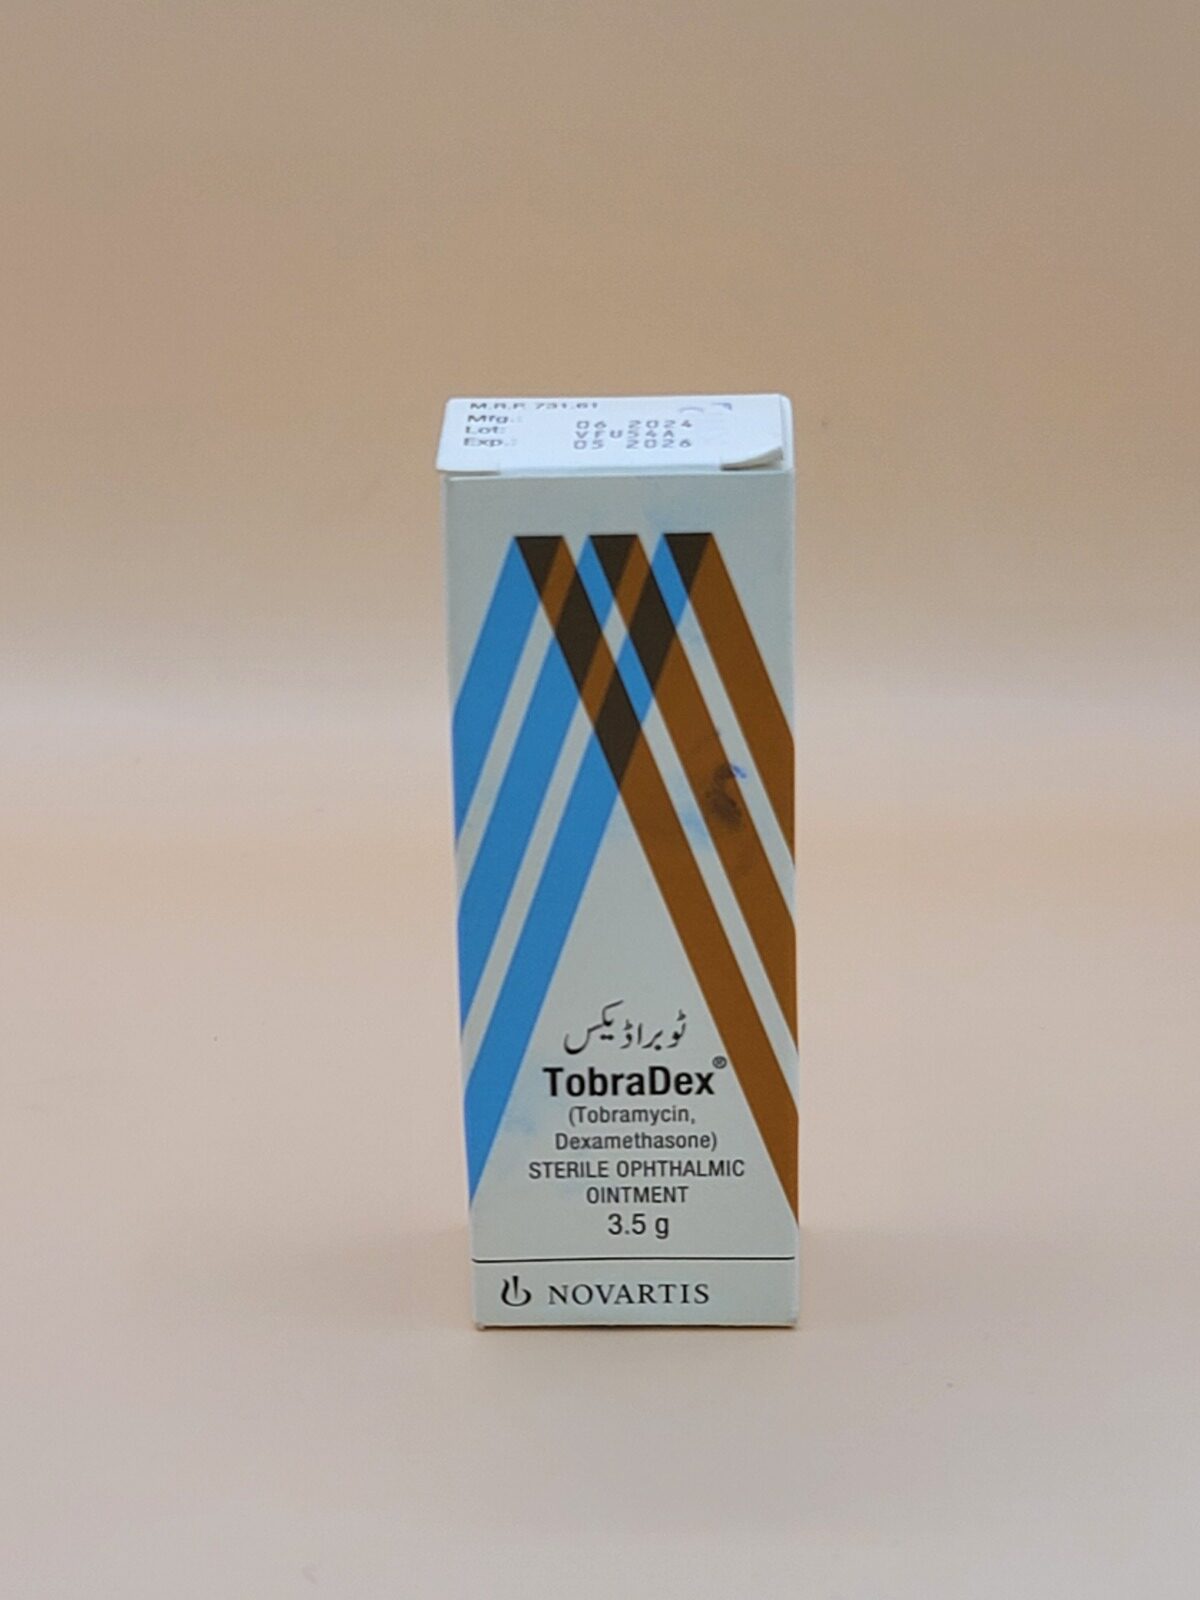 M.R.P. 731.61
Mfg.: 06 2024
Lot: VFU54A
Exp.: 05 2026
ٹوبراڈیکس
TobraDex®
(Tobramycin,
Dexamethasone)
STERILE OPHTHALMIC
OINTMENT
3.5 g
NOVARTIS